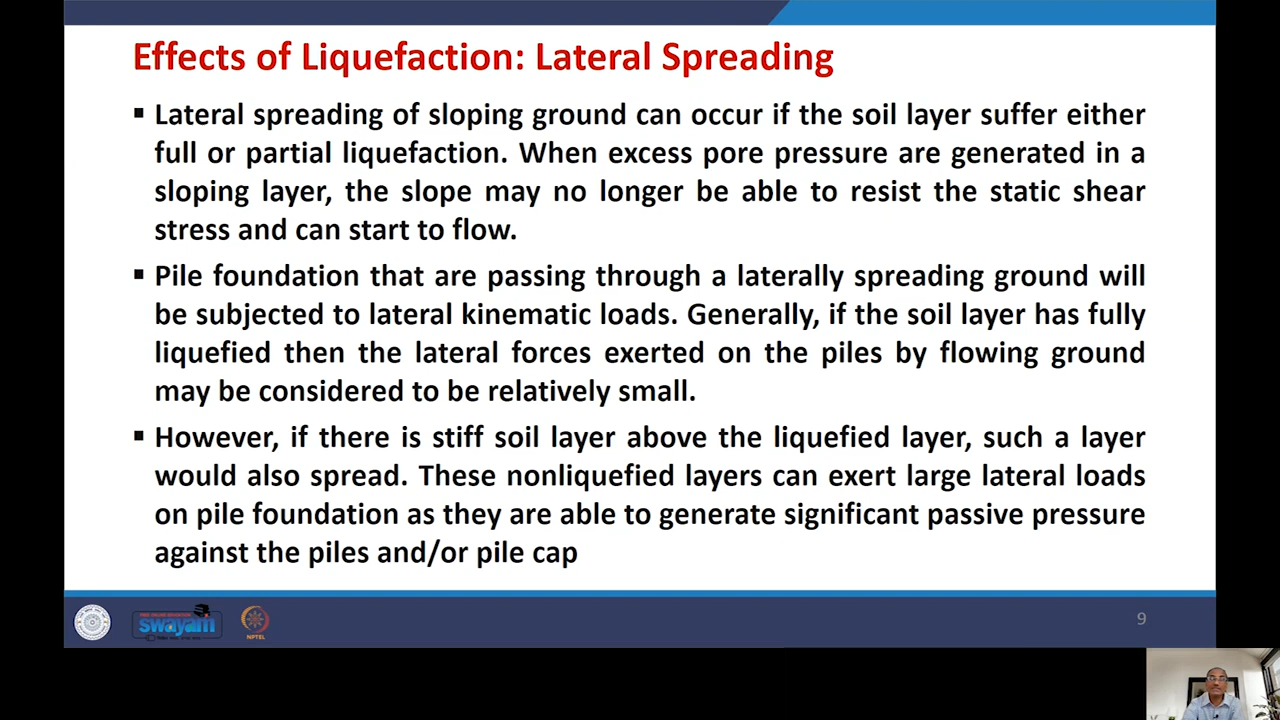 Effects of Liquefaction: Lateral Spreading
▪ Lateral spreading of sloping ground can occur if the soil layer suffer either
full or partial liquefaction. When excess pore pressure are generated in a
sloping layer, the slope may no longer be able to resist the static shear
stress and can start to flow.
▪ Pile foundation that are passing through a laterally spreading ground will
be subjected to lateral kinematic loads. Generally, if the soil layer has fully
liquefied then the lateral forces exerted on the piles by flowing ground
may be considered to be relatively small.
▪ However, if there is stiff soil layer above the liquefied layer, such a layer
would also spread. These nonliquefied layers can exert large lateral loads
on pile foundation as they are able to generate significant passive pressure
against the piles and/or pile cap
swayam
NPTEL
9